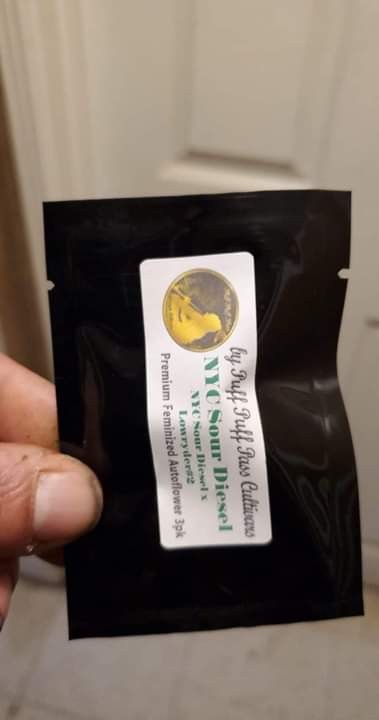 by Puff Puff Pass Cultivars
NYC Sour Diesel
NYC Sour Diesel x
Lowryder#2
Premium Feminized Autoflower 3pk